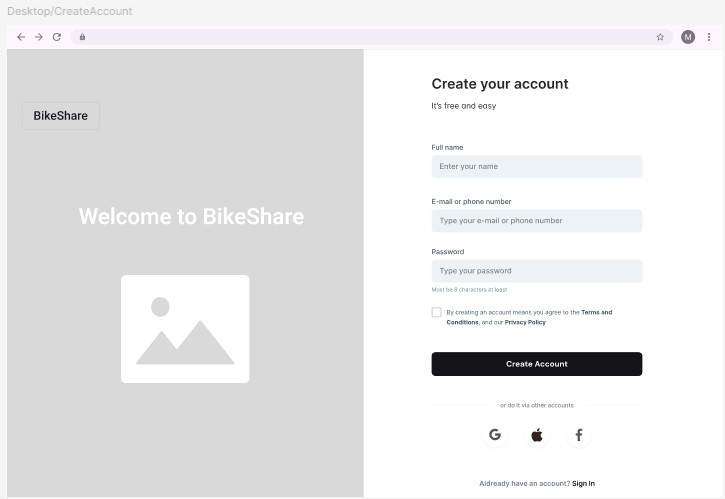 Desktop/CreateAccount
M
BikeShare
Welcome to BikeShare
Create your account
It's free and easy
Full name
Enter your name
E-mail or phone number
Type your e-mail or phone number
Password
Type your password
Must be 8 characters at least
By creating an account means you agree to the Terms and
Conditions, and our Privacy Policy
Create Account
or do it via other accounts
Aldready have an account? Sign In